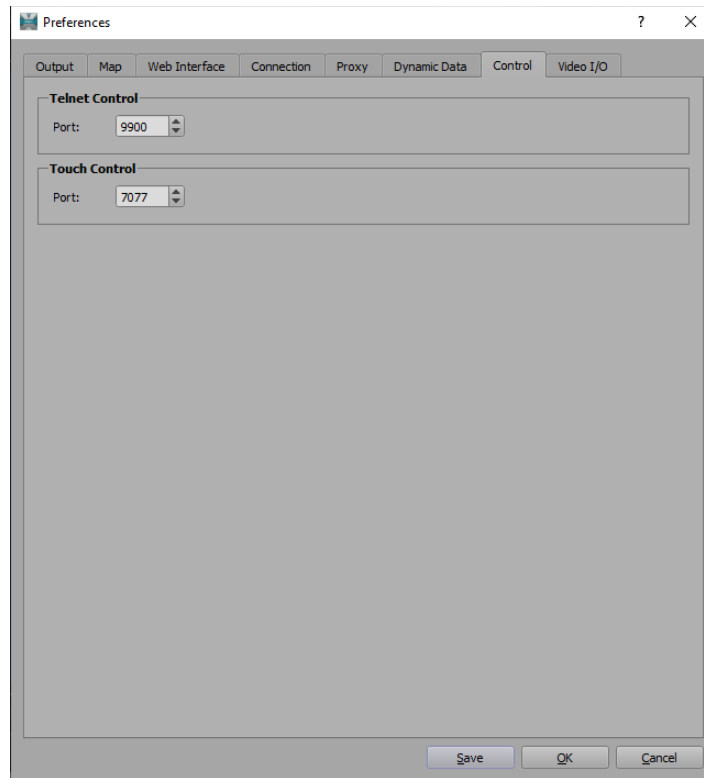 Preferences
?
Output Map Web Interface Connection Proxy Dynamic Data Control Video I/O
Telnet Control
Port: 9900
Touch Control
Port: 7077
Save OK Cancel